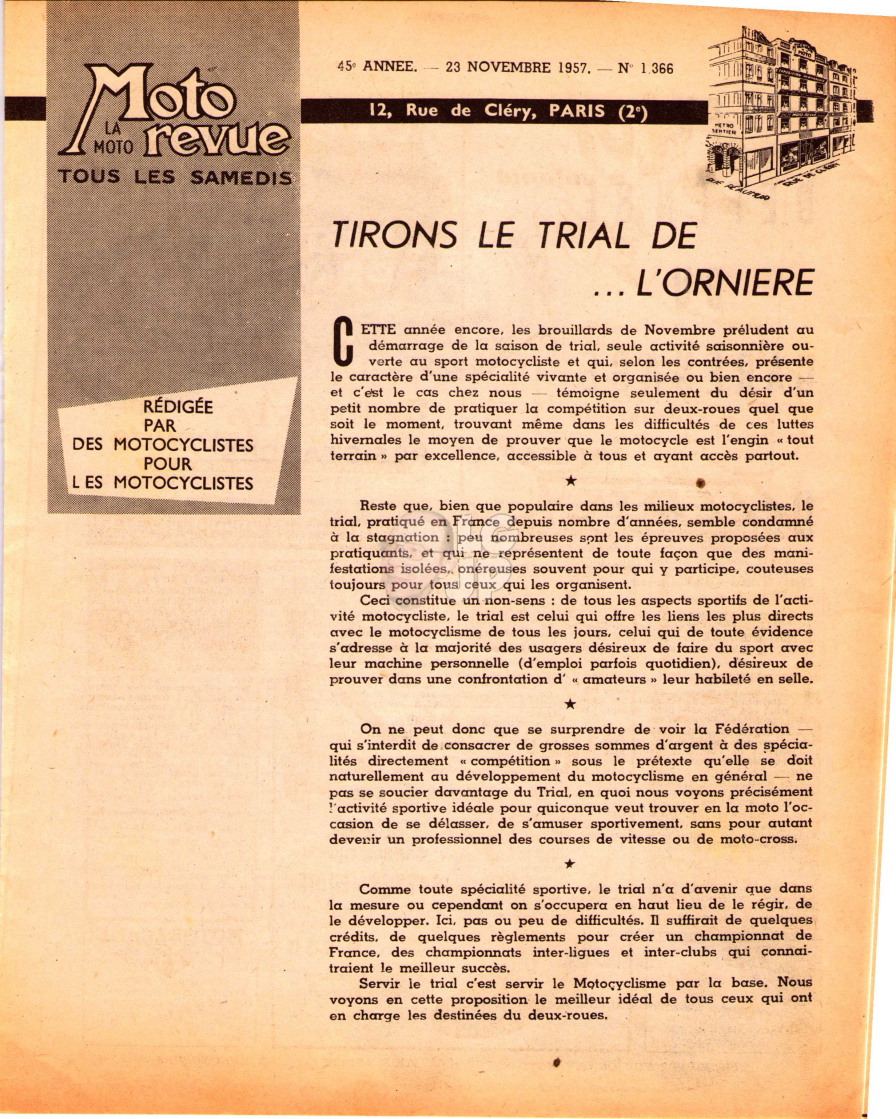 Moto
LA
MOTO revue
TOUS LES SAMEDIS
45e ANNEE. — 23 NOVEMBRE 1957. — N° 1.366
12, Rue de Cléry, PARIS (2e)
METRO
SENTIER
RUE DE CLERY
RÉDIGÉE
PAR
DES MOTOCYCLISTES
POUR
LES MOTOCYCLISTES
TIRONS LE TRIAL DE
... L'ORNIERE
CETTE année encore, les brouillards de Novembre préludent au
démarrage de la saison de trial, seule activité saisonnière ou-
verte au sport motocycliste et qui, selon les contrées, présente
le caractère d'une spécialité vivante et organisée ou bien encore —
et c'est le cas chez nous — témoigne seulement du désir d'un
petit nombre de pratiquer la compétition sur deux-roues quel que
soit le moment, trouvant même dans les difficultés de ces luttes
hivernales le moyen de prouver que le motocycle est l'engin « tout
terrain » par excellence, accessible à tous et ayant accès partout.
★
Reste que, bien que populaire dans les milieux motocyclistes, le
trial, pratiqué en France depuis nombre d'années, semble condamné
à la stagnation : peu nombreuses sont les épreuves proposées aux
pratiquants, et qui ne représentent de toute façon que des mani-
festations isolées, onéreuses souvent pour qui y participe, couteuses
toujours pour tous ceux qui les organisent.
Ceci constitue un non-sens : de tous les aspects sportifs de l'acti-
vité motocycliste, le trial est celui qui offre les liens les plus directs
avec le motocyclisme de tous les jours, celui qui de toute évidence
s'adresse à la majorité des usagers désireux de faire du sport avec
leur machine personnelle (d'emploi parfois quotidien), désireux de
prouver dans une confrontation d' « amateurs » leur habileté en selle.
★
On ne peut donc que se surprendre de voir la Fédération —
qui s'interdit de consacrer de grosses sommes d'argent à des spécia-
lités directement « compétition » sous le prétexte qu'elle se doit
naturellement au développement du motocyclisme en général — ne
pas se soucier davantage du Trial, en quoi nous voyons précisément
l'activité sportive idéale pour quiconque veut trouver en la moto l'oc-
casion de se délasser, de s'amuser sportivement, sans pour autant
devenir un professionnel des courses de vitesse ou de moto-cross.
★
Comme toute spécialité sportive, le trial n'a d'avenir que dans
la mesure ou cependant on s'occupera en haut lieu de le régir, de
le développer. Ici, pas ou peu de difficultés. Il suffirait de quelques
crédits, de quelques règlements pour créer un championnat de
France, des championnats inter-ligues et inter-clubs qui connai-
traient le meilleur succès.
Servir le trial c'est servir le Motocyclisme par la base. Nous
voyons en cette proposition le meilleur idéal de tous ceux qui ont
en charge les destinées du deux-roues.